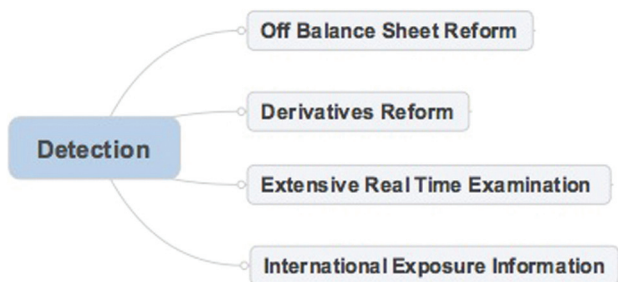 Off Balance Sheet Reform
Derivatives Reform
Detection
Extensive Real Time Examination
International Exposure Information